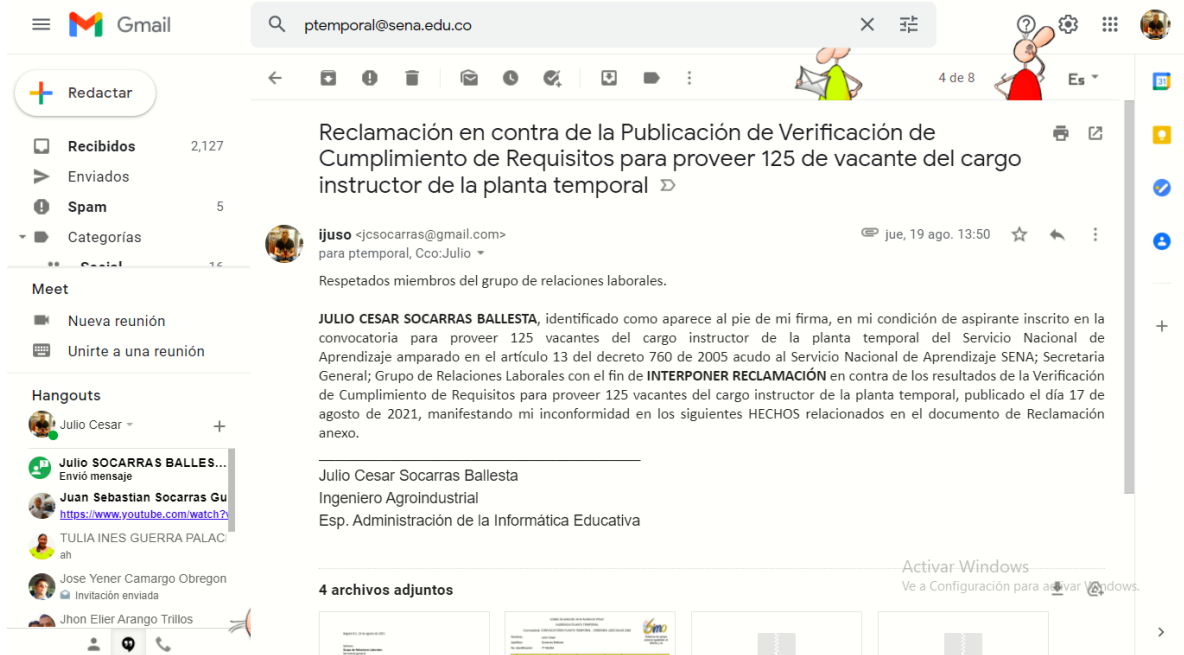 Gmail
ptemporal@sena.edu.co
Redactar
4 de 8
Es
Recibidos 2,127
Enviados
Spam 5
Categorías
Social 16
Meet
Nueva reunión
Unirte a una reunión
Hangouts
Julio Cesar
Julio SOCARRAS BALLES...
Envió mensaje
Juan Sebastian Socarras Gu
https://www.youtube.com/watch?v
TULIA INES GUERRA PALACI
ah
Jose Yener Camargo Obregon
Invitación enviada
Jhon Elier Arango Trillos
Reclamación en contra de la Publicación de Verificación de
Cumplimiento de Requisitos para proveer 125 de vacante del cargo
instructor de la planta temporal
ijuso <jcsocarras@gmail.com>
jue, 19 ago. 13:50
para ptemporal, Cco:Julio
Respetados miembros del grupo de relaciones laborales.
JULIO CESAR SOCARRAS BALLESTA, identificado como aparece al pie de mi firma, en mi condición de aspirante inscrito en la
convocatoria para proveer 125 vacantes del cargo instructor de la planta temporal del Servicio Nacional de
Aprendizaje amparado en el artículo 13 del decreto 760 de 2005 acudo al Servicio Nacional de Aprendizaje SENA; Secretaria
General; Grupo de Relaciones Laborales con el fin de INTERPONER RECLAMACIÓN en contra de los resultados de la Verificación
de Cumplimiento de Requisitos para proveer 125 vacantes del cargo instructor de la planta temporal, publicado el día 17 de
agosto de 2021, manifestando mi inconformidad en los siguientes HECHOS relacionados en el documento de Reclamación
anexo.
Julio Cesar Socarras Ballesta
Ingeniero Agroindustrial
Esp. Administración de la Informática Educativa
4 archivos adjuntos
Activar Windows
Ve a Configuración para activar Windows.
31
simo